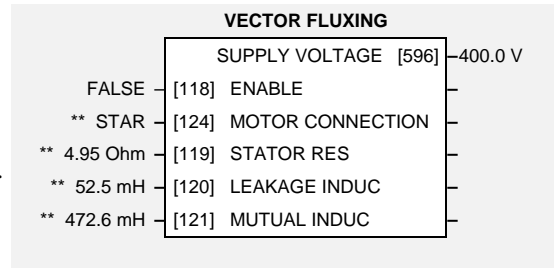 VECTOR FLUXING
SUPPLY VOLTAGE [596] 400.0 V
FALSE [118] ENABLE
** STAR [124] MOTOR CONNECTION
** 4.95 Ohm [119] STATOR RES
** 52.5 mH [120] LEAKAGE INDUC
** 472.6 mH [121] MUTUAL INDUC